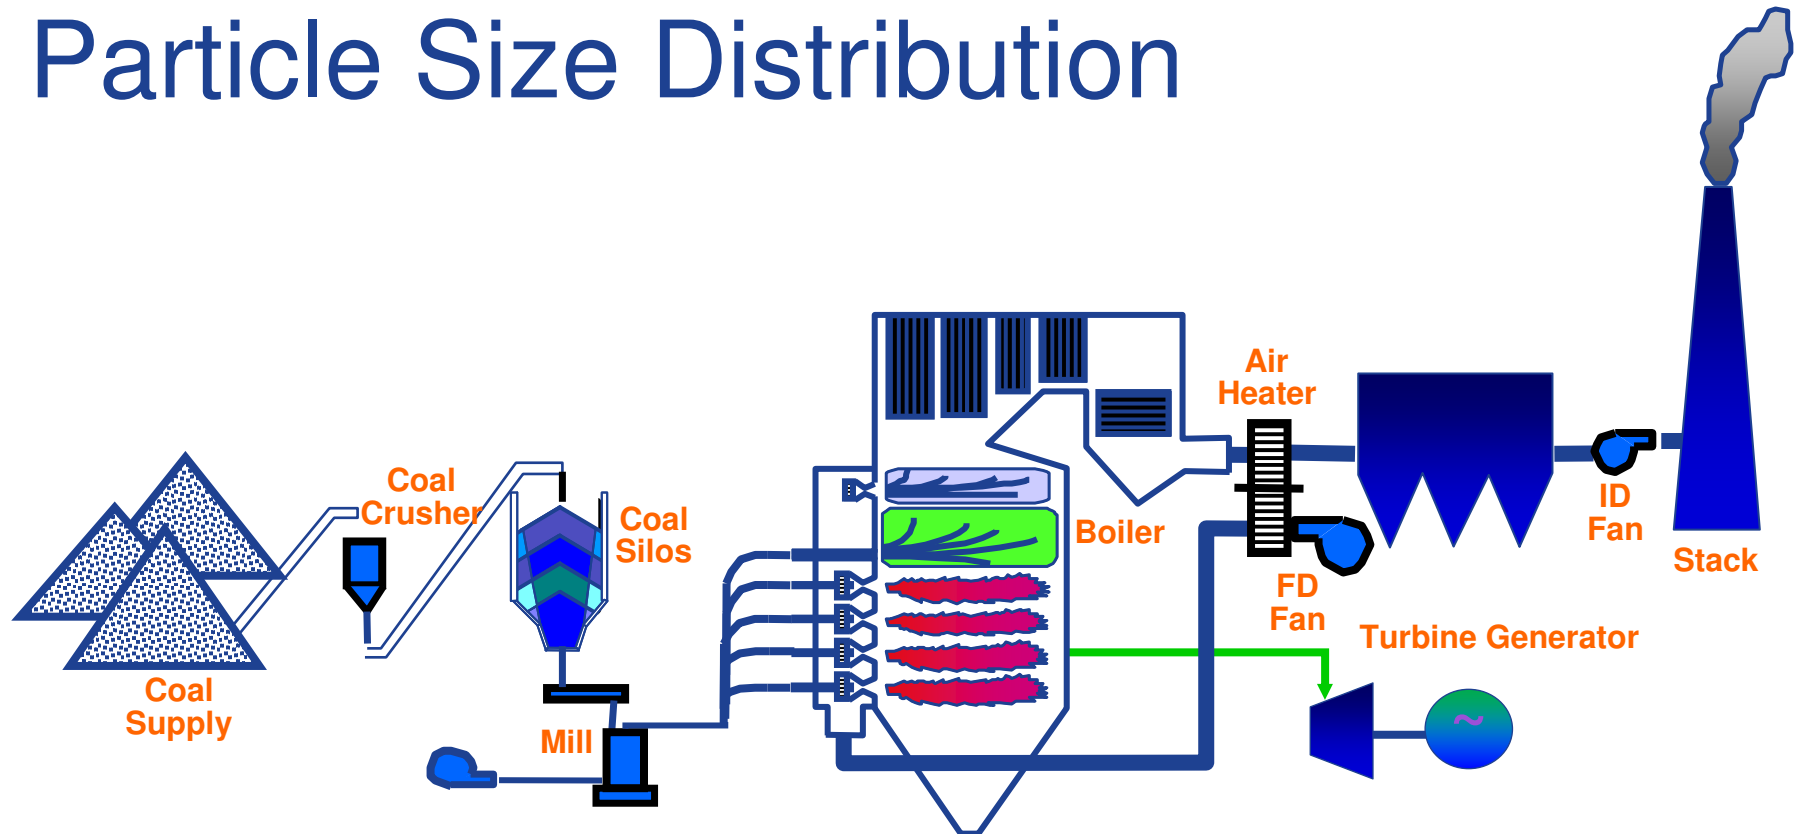 Particle Size Distribution
Coal
Supply
Coal
Crusher
Coal
Silos
Mill
Boiler
Air
Heater
FD
Fan
ID
Fan
Stack
Turbine Generator
~